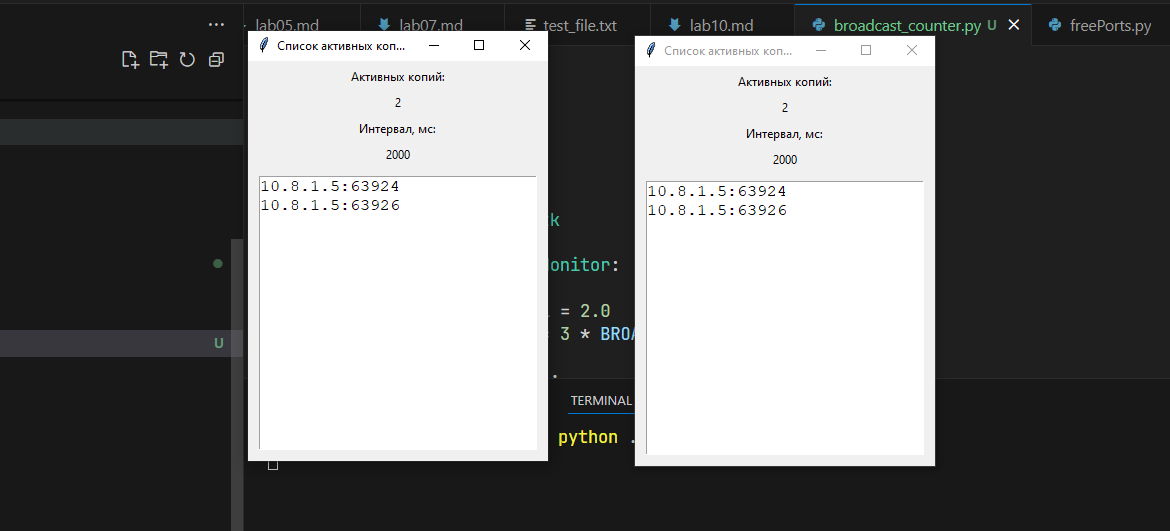 lab05.md
lab07.md
test_file.txt
lab10.md
broadcast_counter.py U
freePorts.py
Список активных коп...
Активных копий:
2
Интервал, мс:
2000
10.8.1.5:63924
10.8.1.5:63926
Список активных коп...
Активных копий:
2
Интервал, мс:
2000
10.8.1.5:63924
10.8.1.5:63926
k
onitor:
= 2.0
3 * BROA
U
TERMINAL
python .